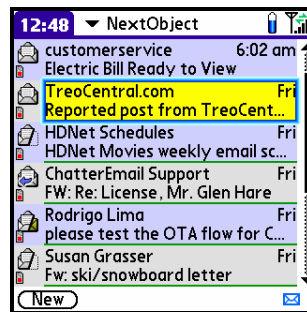 12:48 NextObject
customerservice 6:02 am
Electric Bill Ready to View
TreoCentral.com Fri
Reported post from TreoCent...
HDNet Schedules Fri
HDNet Movies weekly email sc...
ChatterEmail Support Fri
FW: Re: License, Mr. Glen Hare
Rodrigo Lima Fri
please test the OTA flow for C...
Susan Grasser Fri
Fw: ski/snowboard letter
New